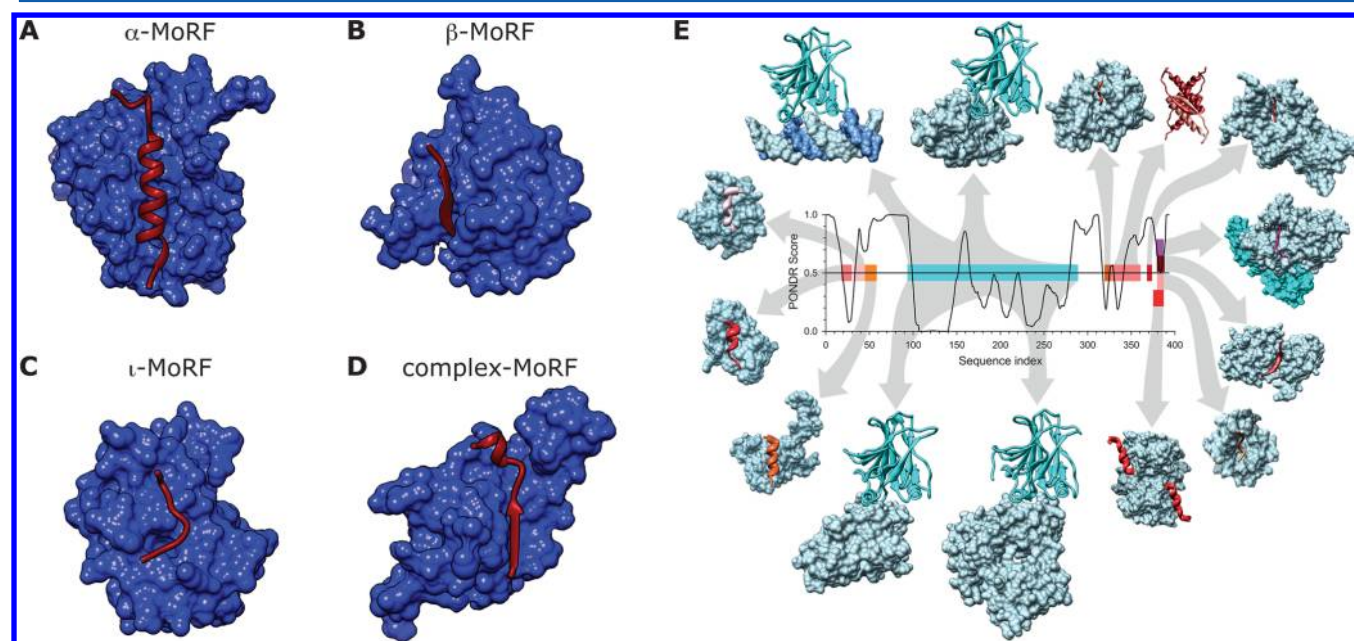 A α-MoRF
B β-MoRF
C ι-MoRF
D complex-MoRF
E
PONDR Score
1.0
0.5
0.0
0 50 100 150 200 250 300 350 400
Sequence index